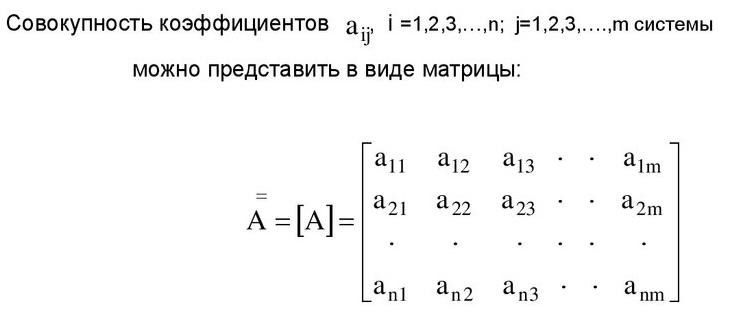 Совокупность коэффициентов a_ij, i =1,2,3,…,n; j=1,2,3,….,m системы
можно представить в виде матрицы:
a11 a12 a13 · · a1m
a21 a22 a23 · · a2m
A̿ = [A] =
· · · · · ·
an1 an2 an3 · · anm